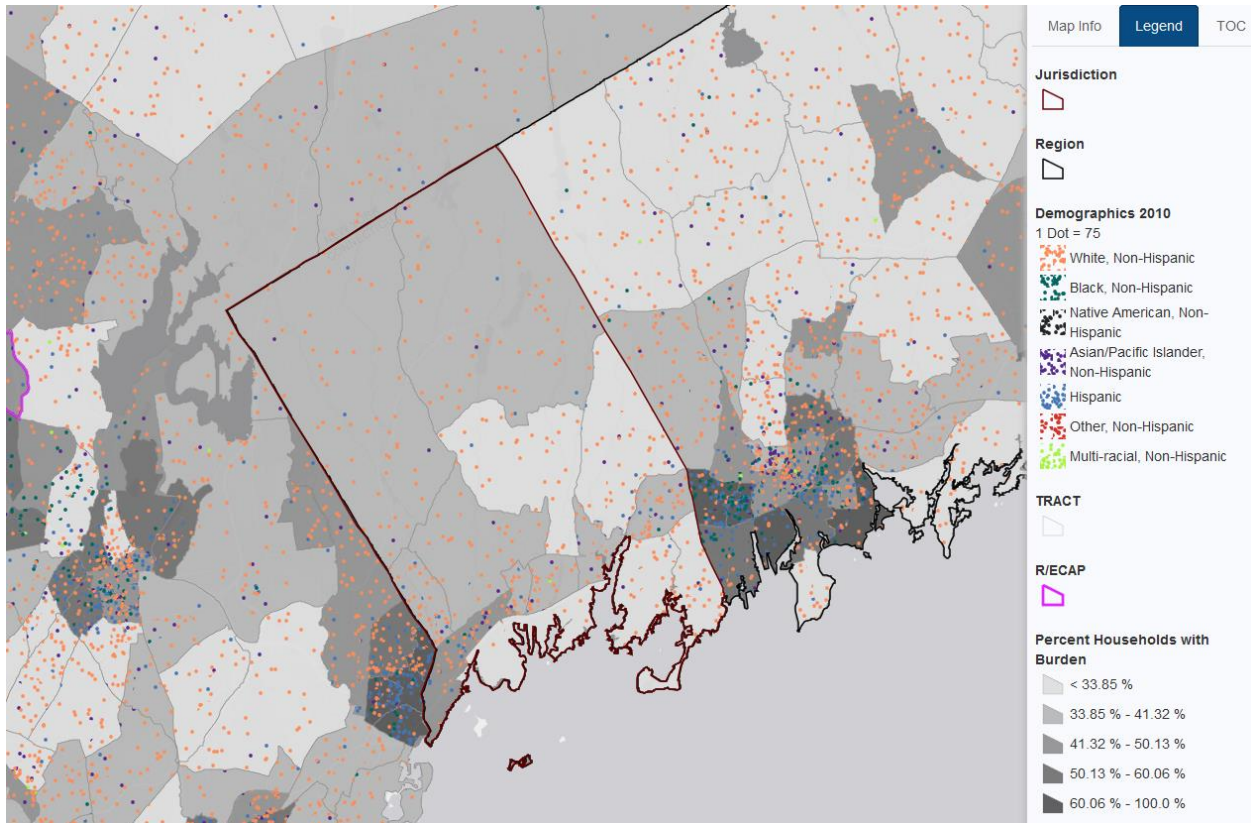 Map Info Legend TOC
Jurisdiction
Region
Demographics 2010
1 Dot = 75
White, Non-Hispanic
Black, Non-Hispanic
Native American, Non-
Hispanic
Asian/Pacific Islander,
Non-Hispanic
Hispanic
Other, Non-Hispanic
Multi-racial, Non-Hispanic
TRACT
R/ECAP
Percent Households with
Burden
< 33.85 %
33.85 % - 41.32 %
41.32 % - 50.13 %
50.13 % - 60.06 %
60.06 % - 100.0 %